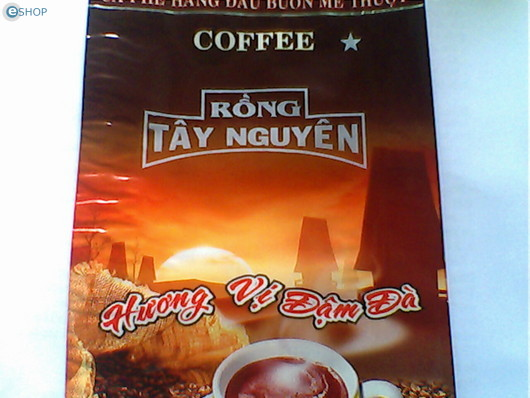 eSHOP
CÀ PHÊ HÀNG ĐẦU BUÔN MÊ THUỘT
COFFEE
RỒNG
TÂY NGUYÊN
Hương Vị Đậm Đà